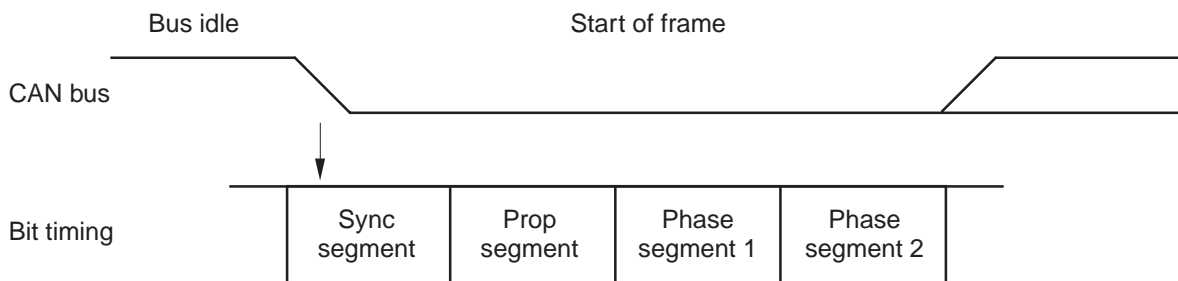 Bus idle
Start of frame
CAN bus
Bit timing
Sync
segment
Prop
segment
Phase
segment 1
Phase
segment 2